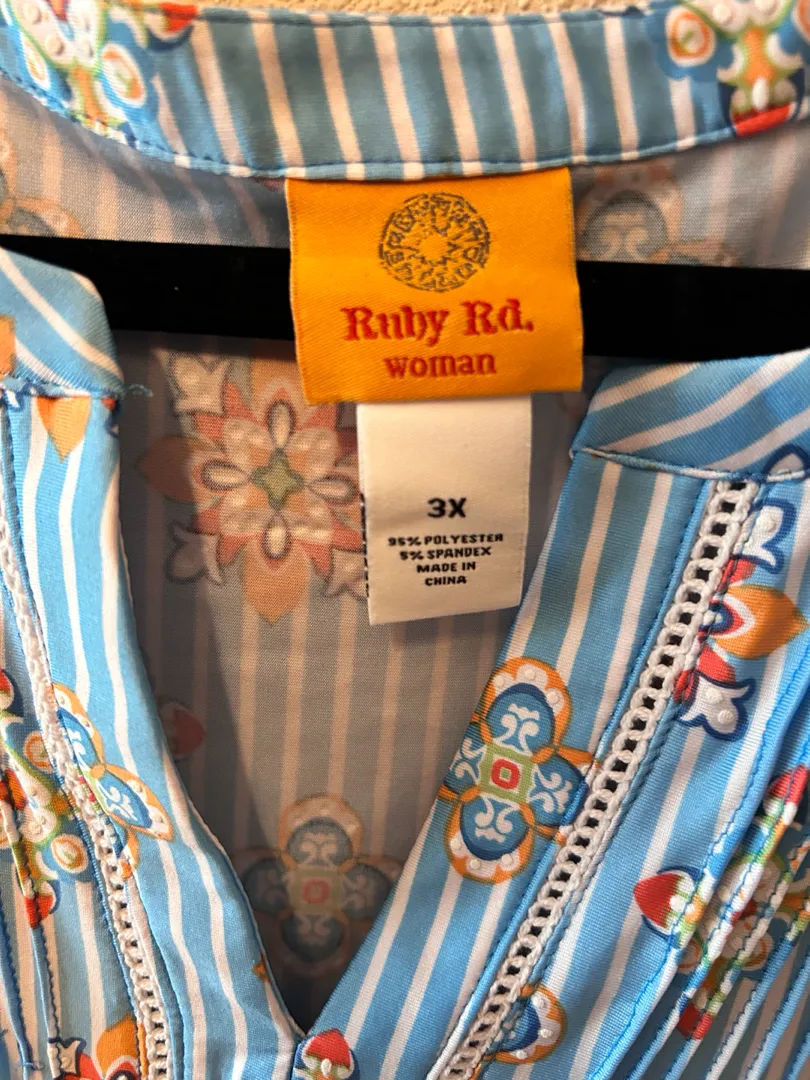 Ruby Rd.
woman
3X
95% POLYESTER
5% SPANDEX
MADE IN
CHINA